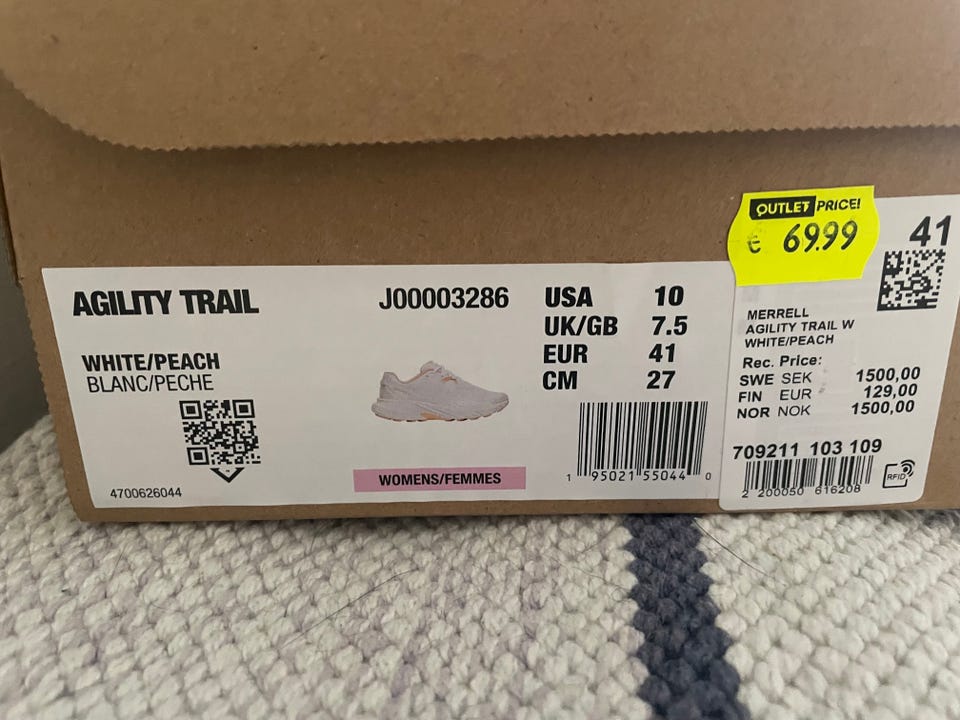 AGILITY TRAIL
J00003286
WHITE/PEACH
BLANC/PECHE
4700626044
WOMENS/FEMMES
USA 10
UK/GB 7.5
EUR 41
CM 27
1 95021 55044 0
OUTLET PRICE!
€ 69.99
41
MERRELL
AGILITY TRAIL W
WHITE/PEACH
Rec. Price:
SWE SEK 1500,00
FIN EUR 129,00
NOR NOK 1500,00
709211 103 109
2 200050 616208
RFID